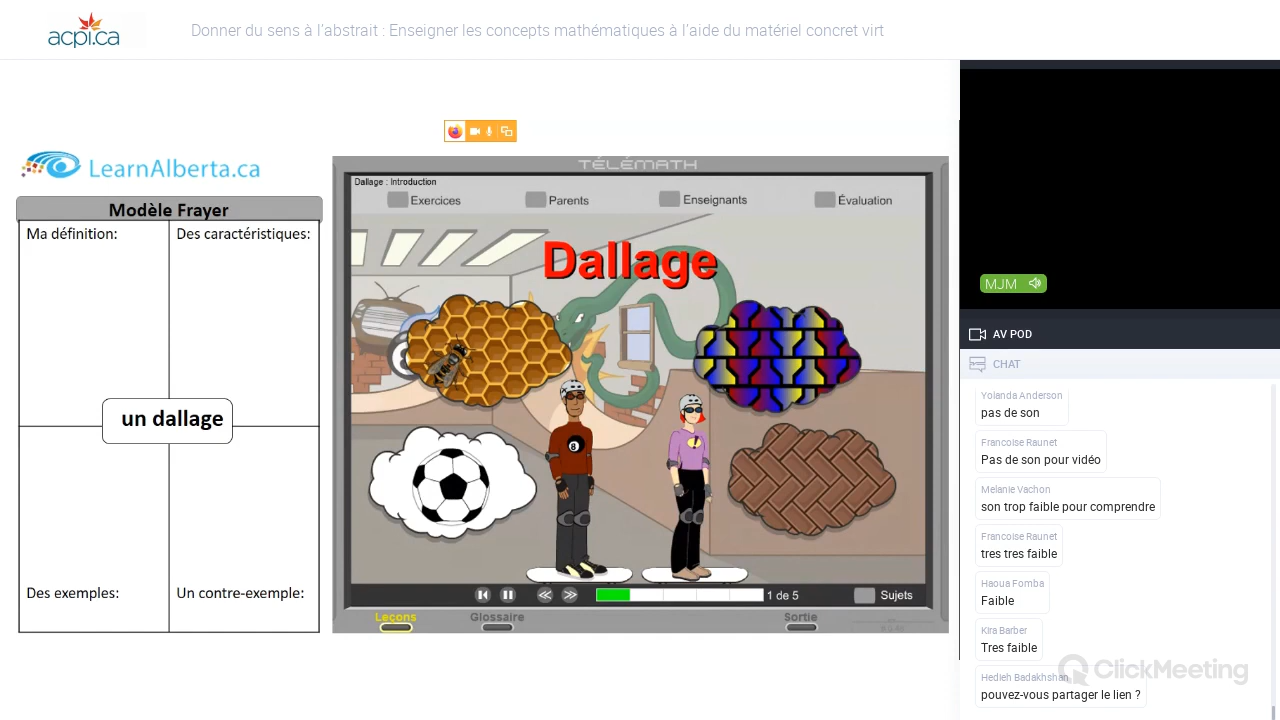 acpi.ca
Donner du sens à l'abstrait : Enseigner les concepts mathématiques à l'aide du matériel concret virt
LearnAlberta.ca
Modèle Frayer
Ma définition:
Des caractéristiques:
un dallage
Des exemples:
Un contre-exemple:
TÉLÉMATH
Dallage : Introduction
Exercices
Parents
Enseignants
Évaluation
Dallage
8
1 de 5
Sujets
Leçons
Glossaire
Sortie
MJM
AV POD
CHAT
Yolanda Anderson
pas de son
Francoise Raunet
Pas de son pour vidéo
Melanie Vachon
son trop faible pour comprendre
Francoise Raunet
tres tres faible
Haoua Fomba
Faible
Kira Barber
Tres faible
Hedieh Badakhshan
pouvez-vous partager le lien ?
ClickMeeting